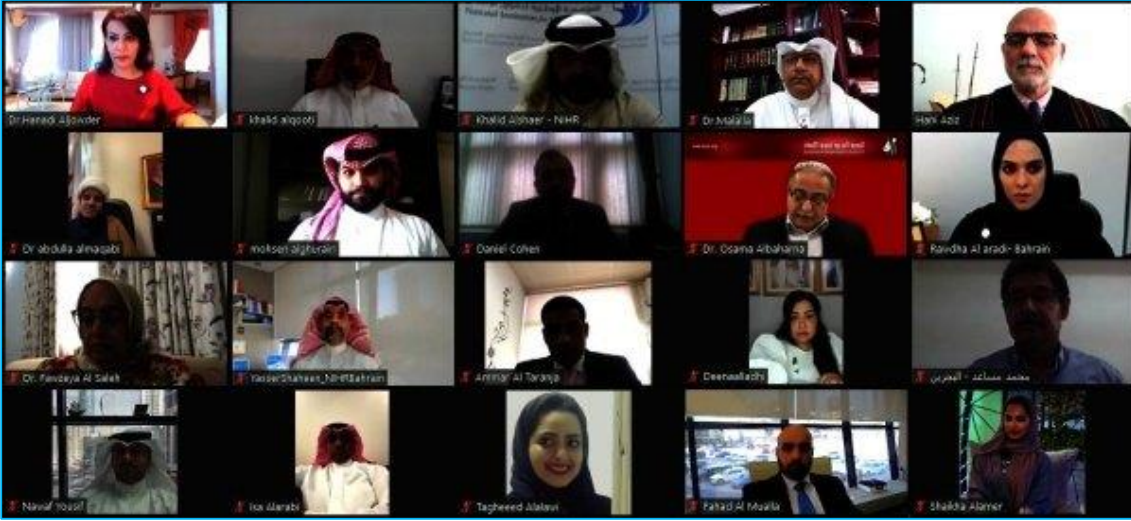 Dr.Hanadi Aljowder
khalid alqooti
Khalid Alshaer - NIHR
Dr.Malalla
Hani Aziz
Dr abdulla almaqabi
mohsen alghurairi
Daniel Cohen
Dr. Osama Albaharna
Rawdha Al aradi- Bahrain
Dr. Fawzeya Al Saleh
YasserShaheen_NIHRBahrain
Ammar Al Taranja
Deenaalladhi
محمد مساعد - البحرين
Nawaf Yousif
Isa Alarabi
Tagheeed Alalawi
Fahad Al Mualla
Shaikha Alamer